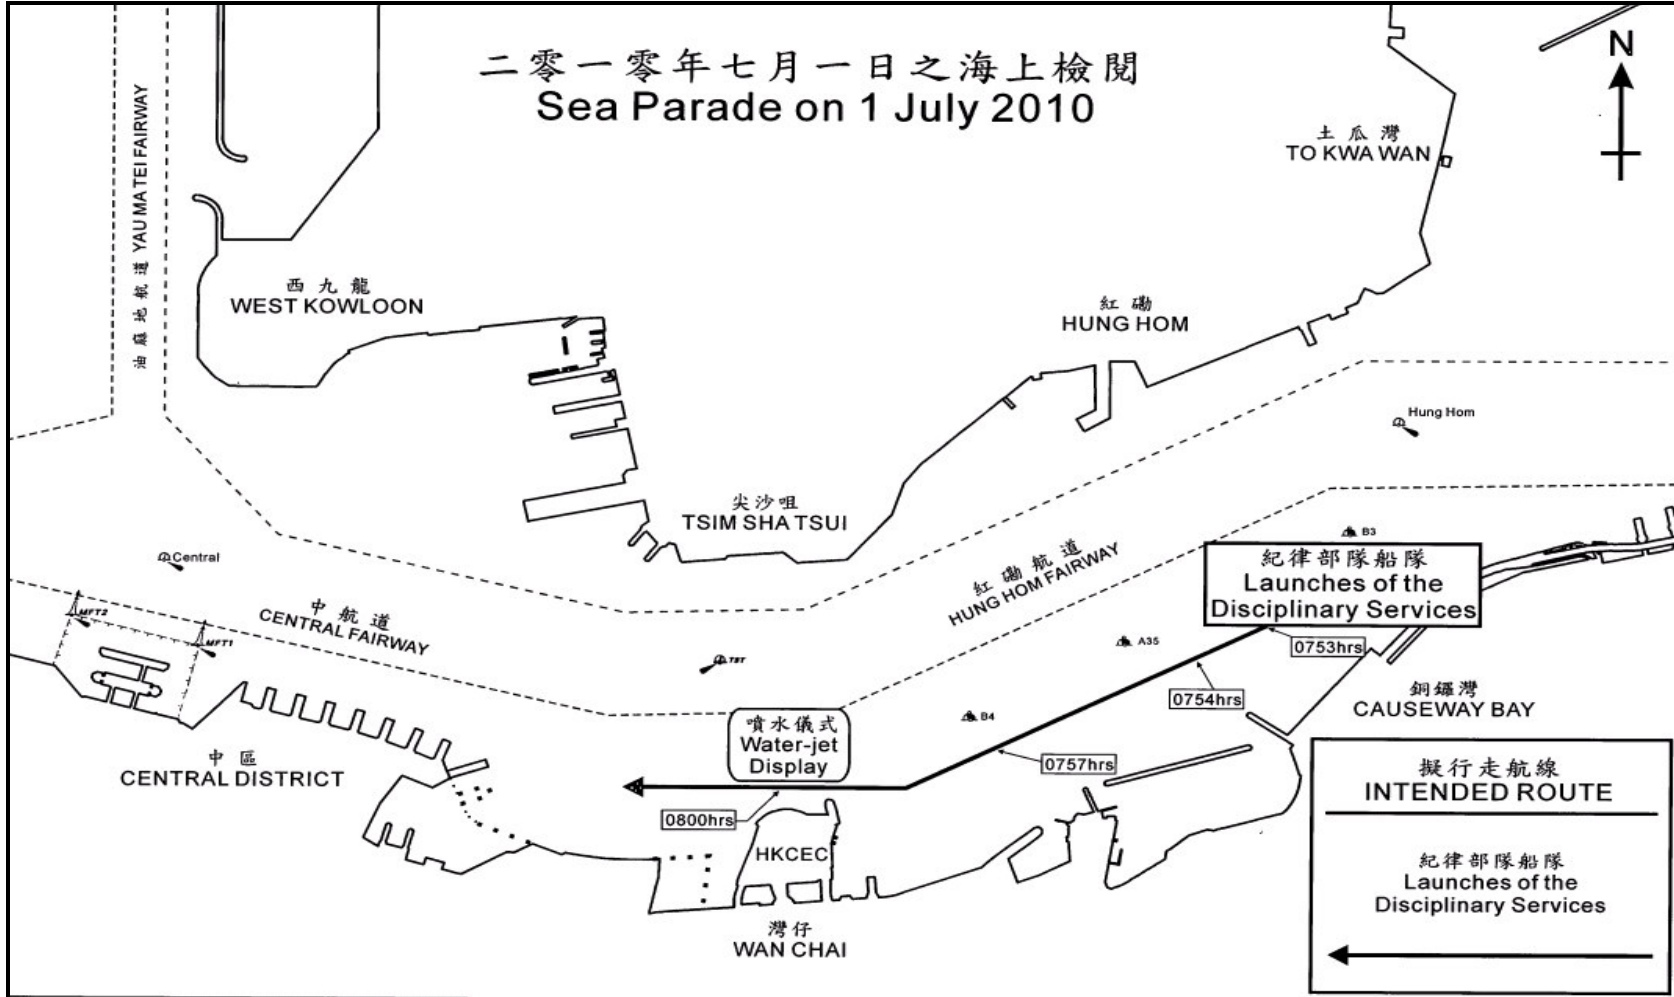 二零一零年七月一日之海上檢閱
Sea Parade on 1 July 2010
N
土瓜灣
TO KWA WAN
油麻地航道 YAU MA TEI FAIRWAY
西九龍
WEST KOWLOON
紅磡
HUNG HOM
Hung Hom
尖沙咀
TSIM SHA TSUI
紅磡航道
HUNG HOM FAIRWAY
B3
Central
紀律部隊船隊
Launches of the
Disciplinary Services
MFT2
MFT1
中航道
CENTRAL FAIRWAY
TST
A35
B4
0753hrs
0754hrs
0757hrs
0800hrs
銅鑼灣
CAUSEWAY BAY
噴水儀式
Water-jet
Display
中區
CENTRAL DISTRICT
HKCEC
灣仔
WAN CHAI
擬行走航線
INTENDED ROUTE
紀律部隊船隊
Launches of the
Disciplinary Services